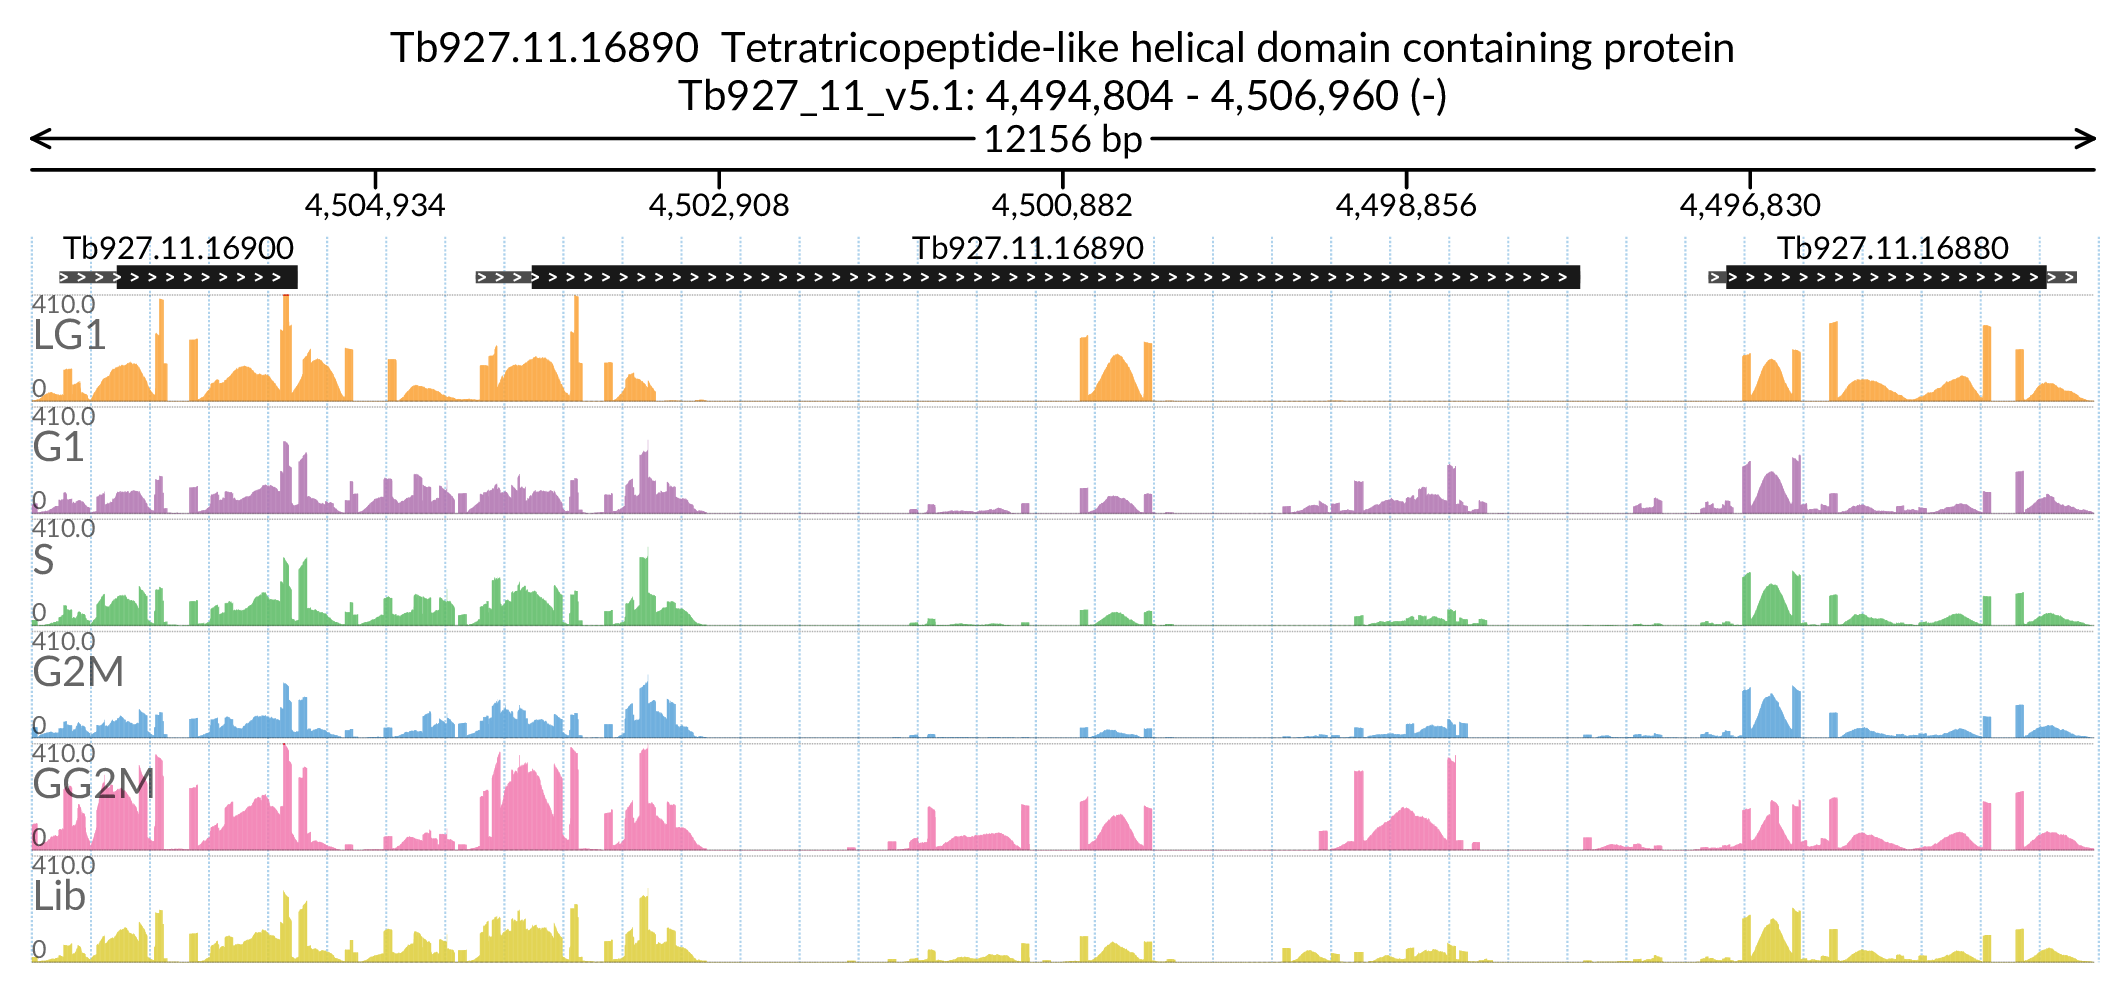 Tb927.11.16890 Tetratricopeptide-like helical domain containing protein
Tb927_11_v5.1: 4,494,804 - 4,506,960 (-)
12156 bp
4,504,934 4,502,908 4,500,882 4,498,856 4,496,830
Tb927.11.16900 Tb927.11.16890 Tb927.11.16880
410.0
LG1
0
410.0
G1
0
410.0
S
0
410.0
G2M
0
410.0
GG2M
0
410.0
Lib
0